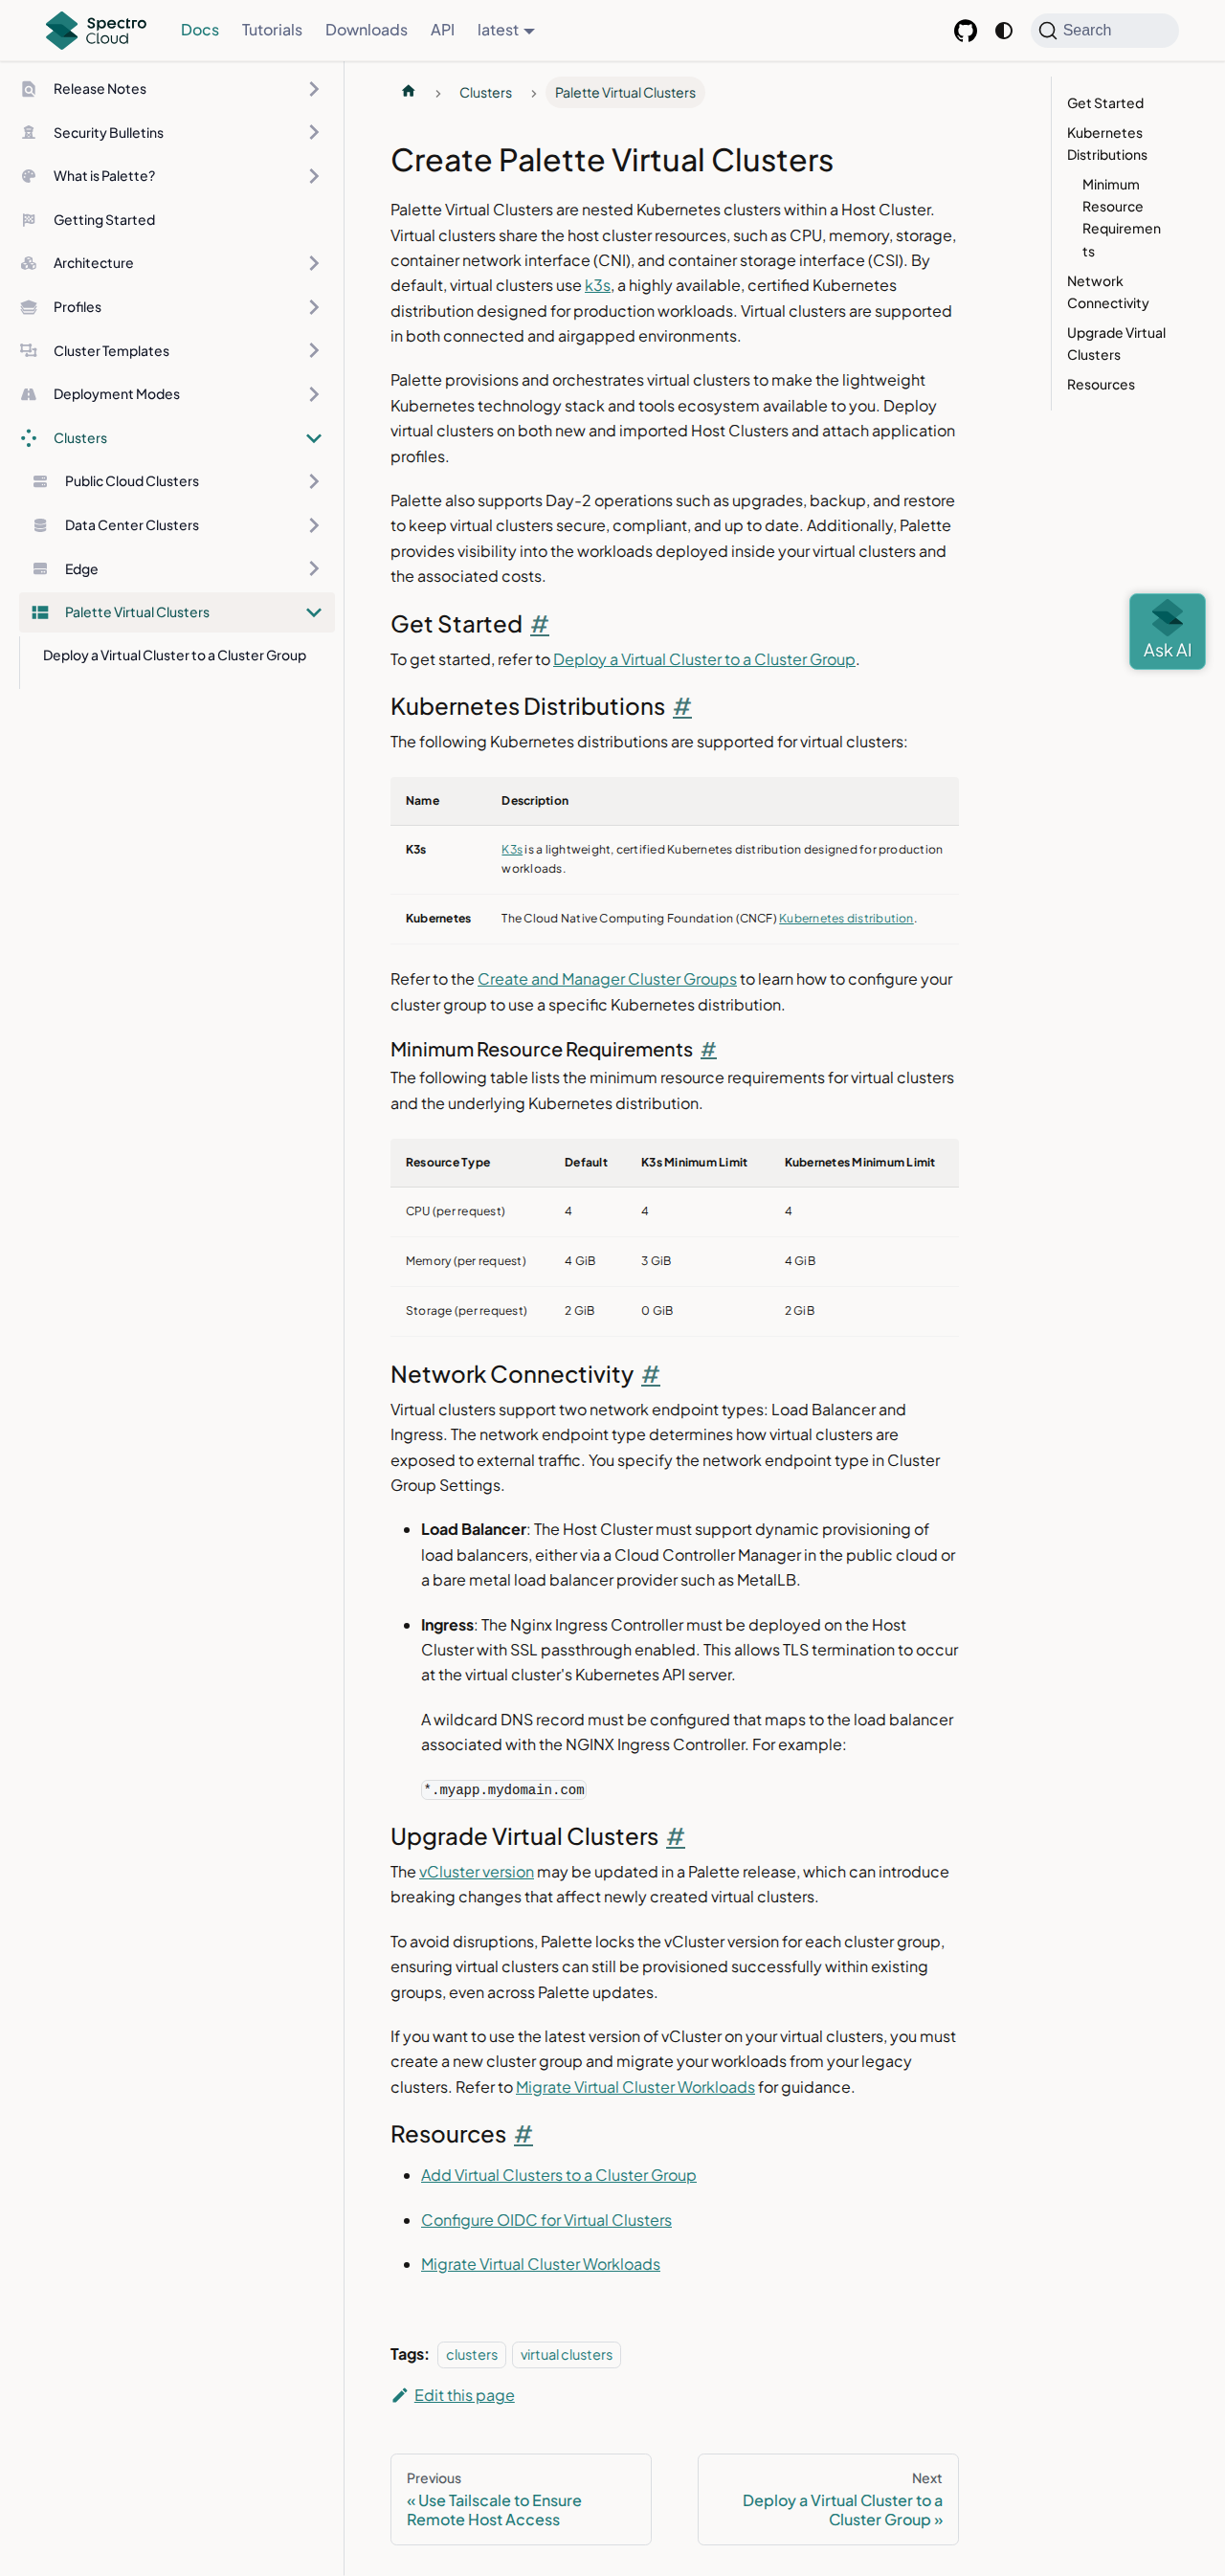 Spectro Cloud
Docs
Tutorials
Downloads
API
latest
Search
Release Notes
Security Bulletins
What is Palette?
Getting Started
Architecture
Profiles
Cluster Templates
Deployment Modes
Clusters
Public Cloud Clusters
Data Center Clusters
Edge
Palette Virtual Clusters
Deploy a Virtual Cluster to a Cluster Group
Clusters
Palette Virtual Clusters
Create Palette Virtual Clusters
Palette Virtual Clusters are nested Kubernetes clusters within a Host Cluster.
Virtual clusters share the host cluster resources, such as CPU, memory, storage,
container network interface (CNI), and container storage interface (CSI). By
default, virtual clusters use k3s, a highly available, certified Kubernetes
distribution designed for production workloads. Virtual clusters are supported
in both connected and airgapped environments.
Palette provisions and orchestrates virtual clusters to make the lightweight
Kubernetes technology stack and tools ecosystem available to you. Deploy
virtual clusters on both new and imported Host Clusters and attach application
profiles.
Palette also supports Day-2 operations such as upgrades, backup, and restore
to keep virtual clusters secure, compliant, and up to date. Additionally, Palette
provides visibility into the workloads deployed inside your virtual clusters and
the associated costs.
Get Started #
To get started, refer to Deploy a Virtual Cluster to a Cluster Group.
Kubernetes Distributions #
The following Kubernetes distributions are supported for virtual clusters:
Name Description
K3s K3s is a lightweight, certified Kubernetes distribution designed for production
workloads.
Kubernetes The Cloud Native Computing Foundation (CNCF) Kubernetes distribution.
Refer to the Create and Manager Cluster Groups to learn how to configure your
cluster group to use a specific Kubernetes distribution.
Minimum Resource Requirements #
The following table lists the minimum resource requirements for virtual clusters
and the underlying Kubernetes distribution.
Resource Type Default K3s Minimum Limit Kubernetes Minimum Limit
CPU (per request) 4 4 4
Memory (per request) 4 GiB 3 GiB 4 GiB
Storage (per request) 2 GiB 0 GiB 2 GiB
Network Connectivity #
Virtual clusters support two network endpoint types: Load Balancer and
Ingress. The network endpoint type determines how virtual clusters are
exposed to external traffic. You specify the network endpoint type in Cluster
Group Settings.
Load Balancer: The Host Cluster must support dynamic provisioning of
load balancers, either via a Cloud Controller Manager in the public cloud or
a bare metal load balancer provider such as MetalLB.
Ingress: The Nginx Ingress Controller must be deployed on the Host
Cluster with SSL passthrough enabled. This allows TLS termination to occur
at the virtual cluster's Kubernetes API server.
A wildcard DNS record must be configured that maps to the load balancer
associated with the NGINX Ingress Controller. For example:
*.myapp.mydomain.com
Upgrade Virtual Clusters #
The vCluster version may be updated in a Palette release, which can introduce
breaking changes that affect newly created virtual clusters.
To avoid disruptions, Palette locks the vCluster version for each cluster group,
ensuring virtual clusters can still be provisioned successfully within existing
groups, even across Palette updates.
If you want to use the latest version of vCluster on your virtual clusters, you must
create a new cluster group and migrate your workloads from your legacy
clusters. Refer to Migrate Virtual Cluster Workloads for guidance.
Resources #
Add Virtual Clusters to a Cluster Group
Configure OIDC for Virtual Clusters
Migrate Virtual Cluster Workloads
Tags: clusters virtual clusters
Edit this page
Previous
« Use Tailscale to Ensure
Remote Host Access
Next
Deploy a Virtual Cluster to a
Cluster Group »
Get Started
Kubernetes
Distributions
Minimum
Resource
Requiremen
ts
Network
Connectivity
Upgrade Virtual
Clusters
Resources
Ask AI